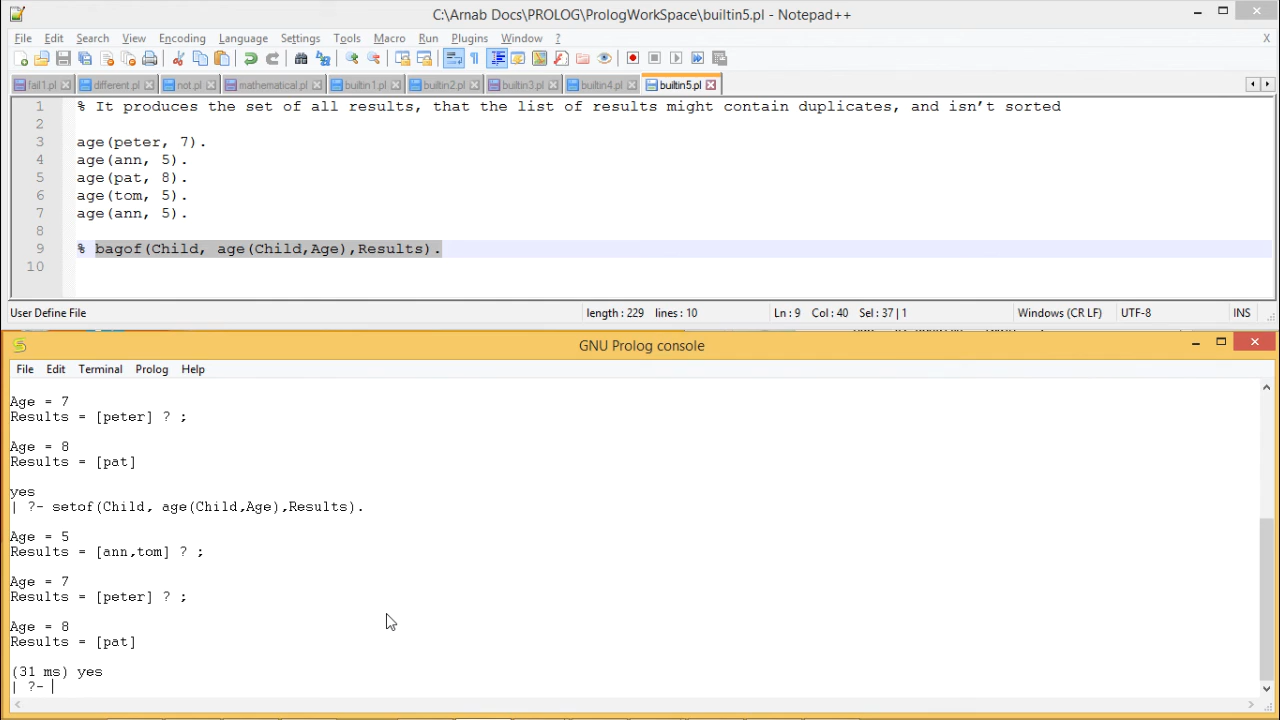 C:\Arnab Docs\PROLOG\PrologWorkSpace\builtin5.pl - Notepad++
File Edit Search View Encoding Language Settings Tools Macro Run Plugins Window ? X
fail1.pl different.pl not.pl mathematical.pl builtin1.pl builtin2.pl builtin3.pl builtin4.pl builtin5.pl
1 % It produces the set of all results, that the list of results might contain duplicates, and isn't sorted
2
3 age(peter, 7).
4 age(ann, 5).
5 age(pat, 8).
6 age(tom, 5).
7 age(ann, 5).
8
9 % bagof(Child, age(Child,Age),Results).
10
User Define File length : 229 lines : 10 Ln : 9 Col : 40 Sel : 37 | 1 Windows (CR LF) UTF-8 INS
GNU Prolog console
File Edit Terminal Prolog Help
Age = 7
Results = [peter] ? ;
Age = 8
Results = [pat]
yes
| ?- setof(Child, age(Child,Age),Results).
Age = 5
Results = [ann,tom] ? ;
Age = 7
Results = [peter] ? ;
Age = 8
Results = [pat]
(31 ms) yes
| ?-